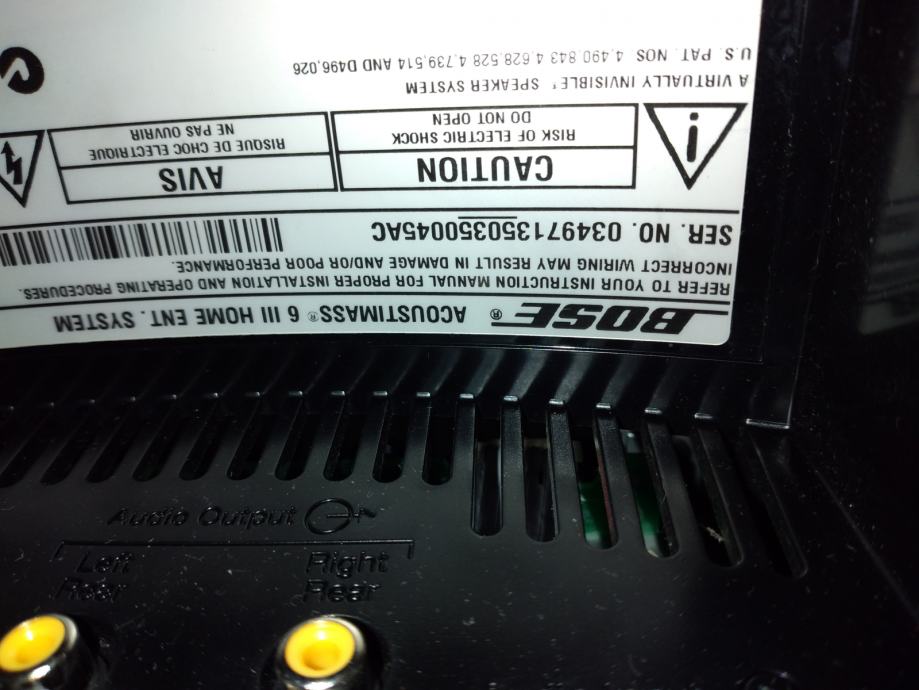 BOSE® ACOUSTIMASS® 6 III HOME ENT. SYSTEM
REFER TO YOUR INSTRUCTION MANUAL FOR PROPER INSTALLATION AND OPERATING PROCEDURES.
INCORRECT WIRING MAY RESULT IN DAMAGE AND/OR POOR PERFORMANCE.
SER. NO. 034971350350045AC
CAUTION
RISK OF ELECTRIC SHOCK
DO NOT OPEN
AVIS
RISQUE DE CHOC ELECTRIQUE
NE PAS OUVRIR
A VIRTUALLY INVISIBLE® SPEAKER SYSTEM
U.S. PAT. NOS. 4,490,843 4,628,528 4,739,514 AND D496,026
Audio Output
Left
Rear
Right
Rear